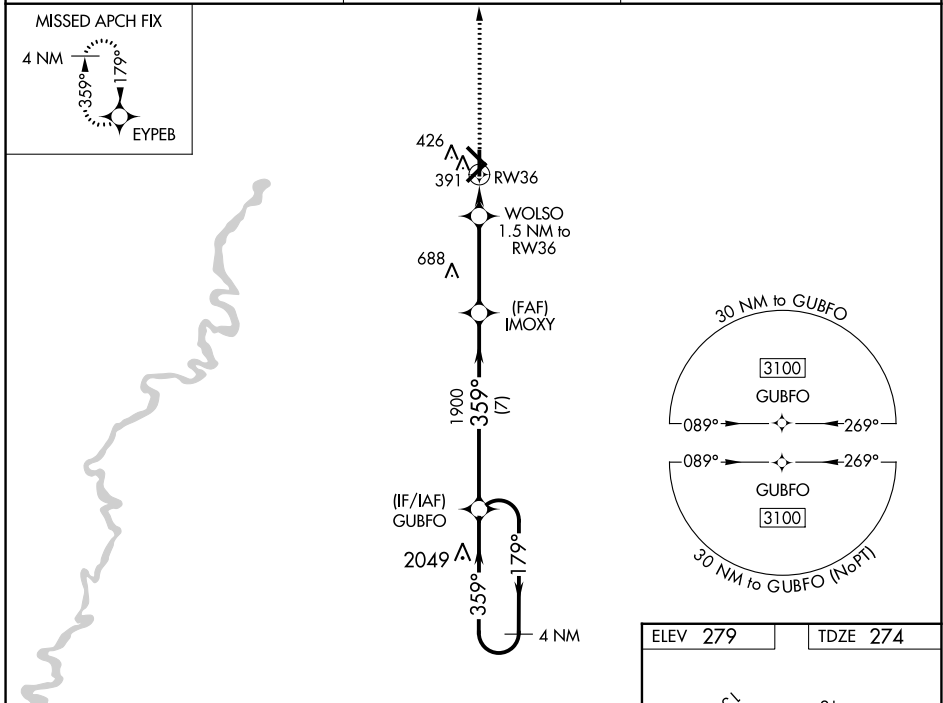 MISSED APCH FIX
4 NM
359°
179°
EYPEB
426
391
RW36
WOLSO
1.5 NM to
RW36
688
(FAF)
IMOXY
1900
359°
(7)
(IF/IAF)
GUBFO
2049
359°
179°
4 NM
30 NM to GUBFO
3100
GUBFO
089°
269°
089°
269°
GUBFO
3100
30 NM to GUBFO (NoPT)
ELEV 279
TDZE 274